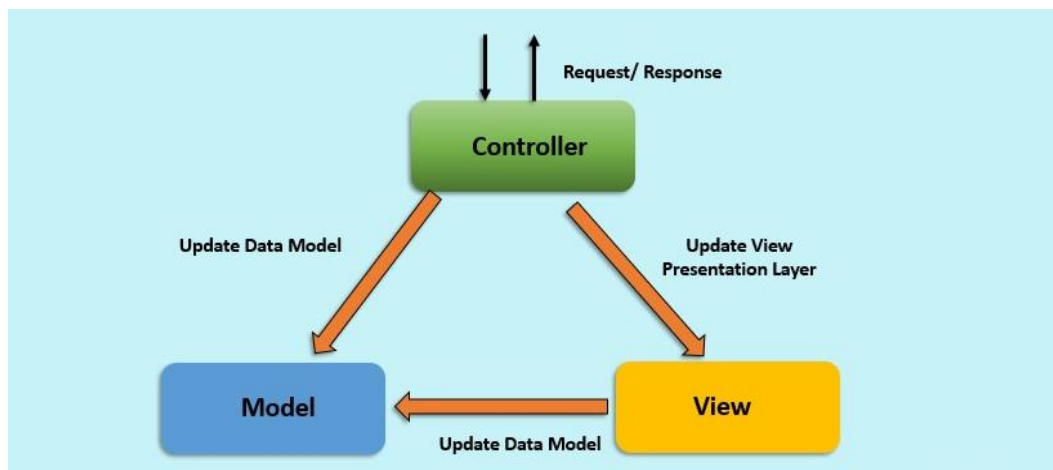 Request/ Response
Controller
Update Data Model
Update View
Presentation Layer
Model
View
Update Data Model